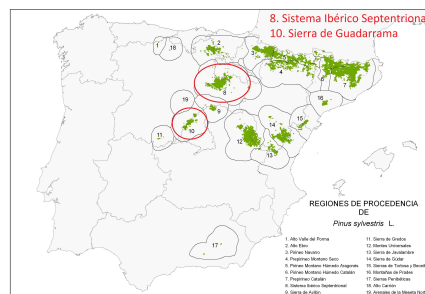 8. Sistema Ibérico Septentrional
10. Sierra de Guadarrama
1
18
2
3
4
5
6
7
8
19
9
10
11
16
15
14
12
13
17
REGIONES DE PROCEDENCIA
DE
Pinus sylvestris L.
1. Alto Valle del Porma
2. Alto Ebro
3. Pirineo Navarro
4. Prepirineo Montano Seco
5. Pirineo Montano Húmedo Aragonés
6. Pirineo Montano Húmedo Catalán
7. Prepirineo Catalán
8. Sistema Ibérico Septentrional
9. Sierra de Ayllón
10. Sierra de Guadarrama
11. Sierra de Gredos
12. Montes Universales
13. Sierra de Javalambre
14. Sierra de Gúdar
15. Sierras de Tortosa y Beceite
16. Montañas de Prades
17. Sierras Penibéticas
18. Alto Carrión
19. Arenales de la Meseta Norte